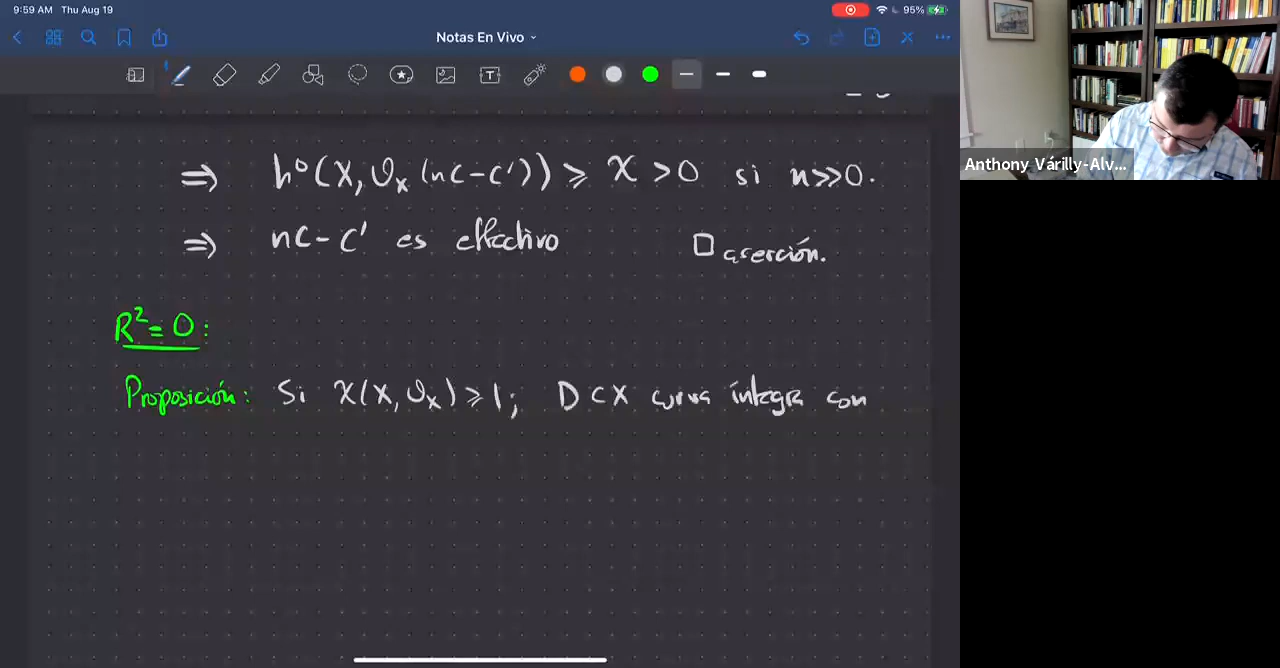 9:59 AM Thu Aug 19
95%
Notas En Vivo
Anthony Várilly-Alv...
⇒ h⁰(X, O_X(nC-C')) ≥ χ > 0 si n≫0.
⇒ nC-C' es effectivo □ aserción.
R²=0:
Proposición: Si χ(X, O_X) ≥ 1; D⊂X curva íntegra con